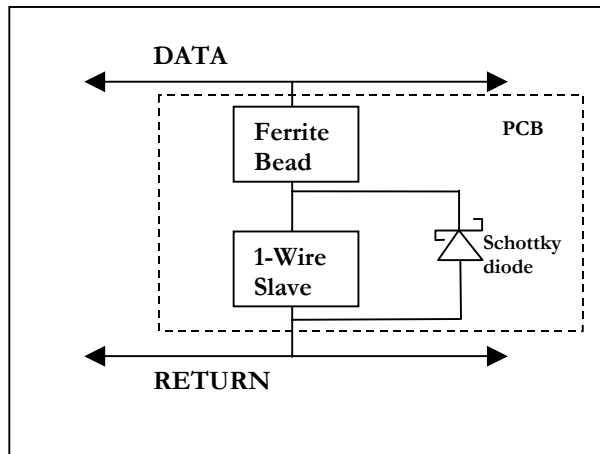 DATA
Ferrite
Bead
PCB
1-Wire
Slave
Schottky
diode
RETURN